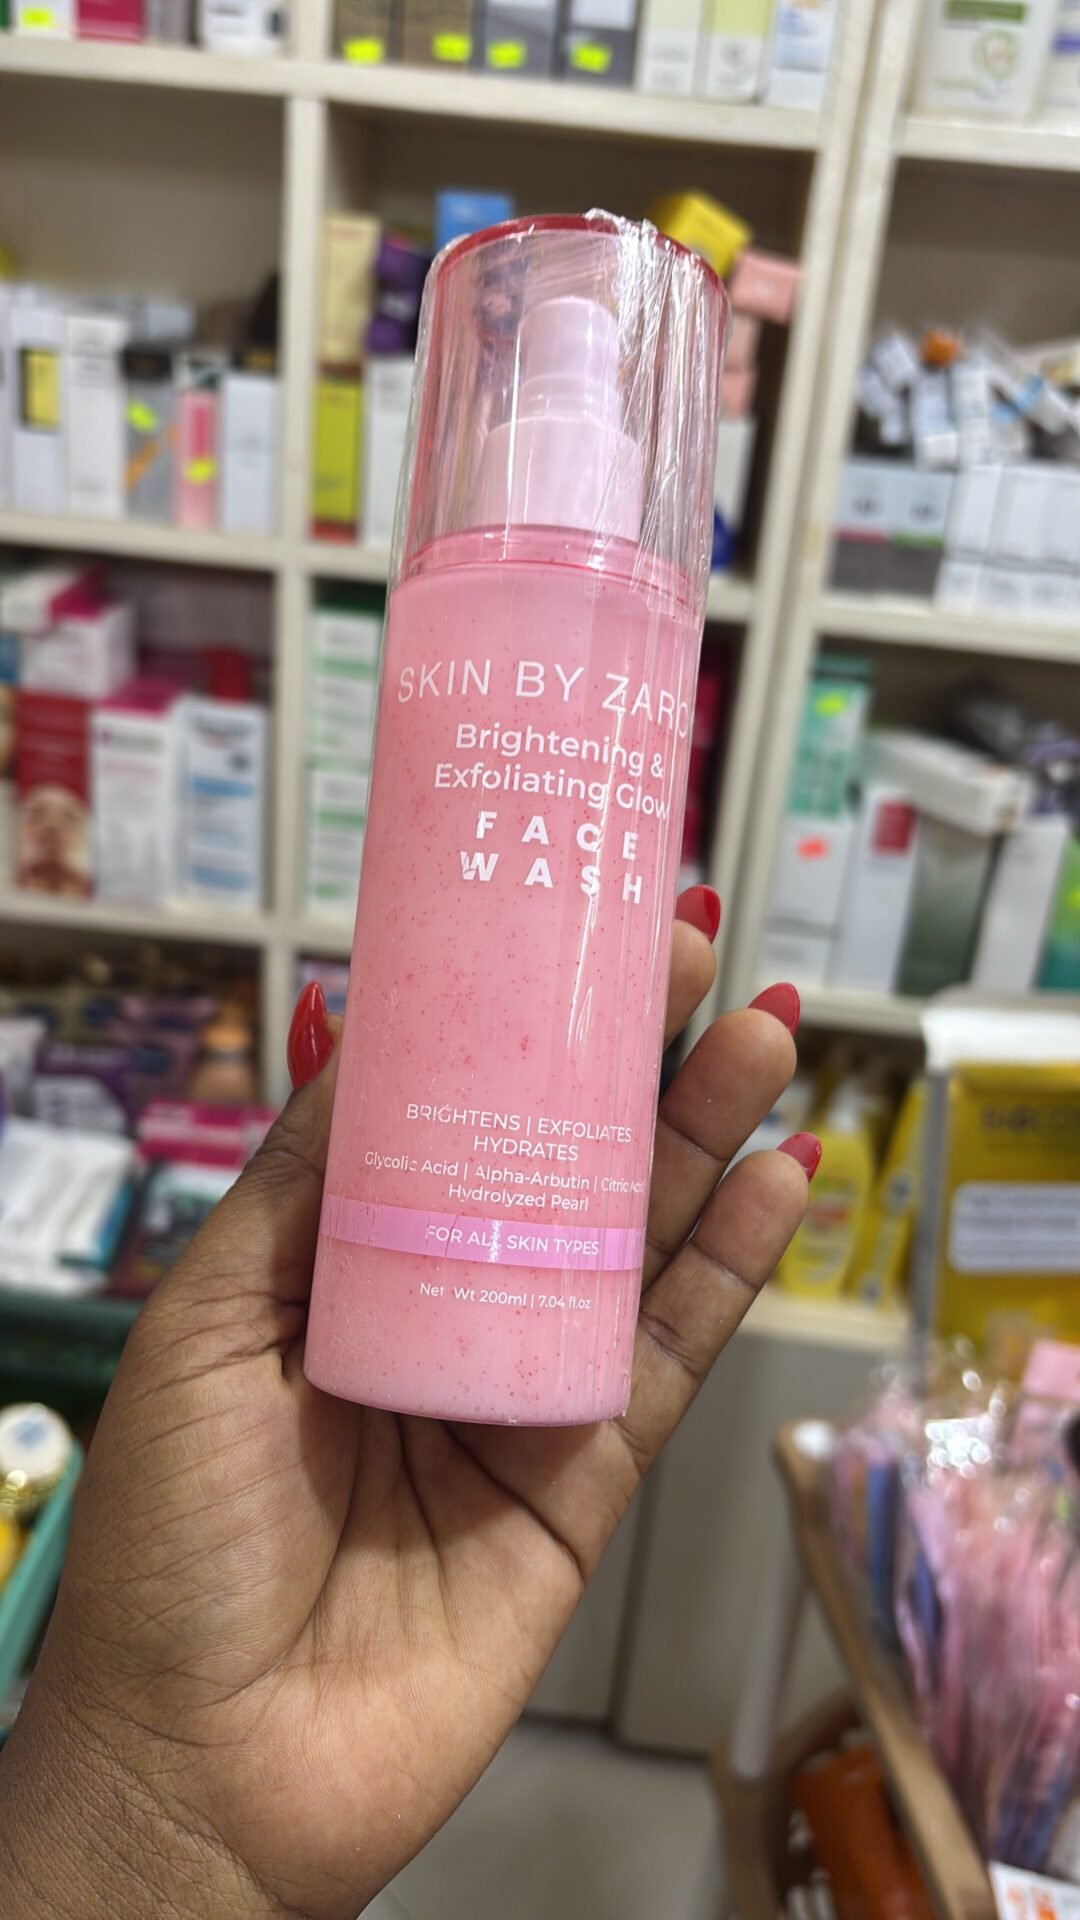 SKIN BY ZARO
Brightening &
Exfoliating Glow
FACE
WASH
BRIGHTENS | EXFOLIATES
HYDRATES
Glycolic Acid | Alpha-Arbutin | Citric Acid
Hydrolyzed Pearl
FOR ALL SKIN TYPES
Net Wt 200ml | 7.04 fl.oz